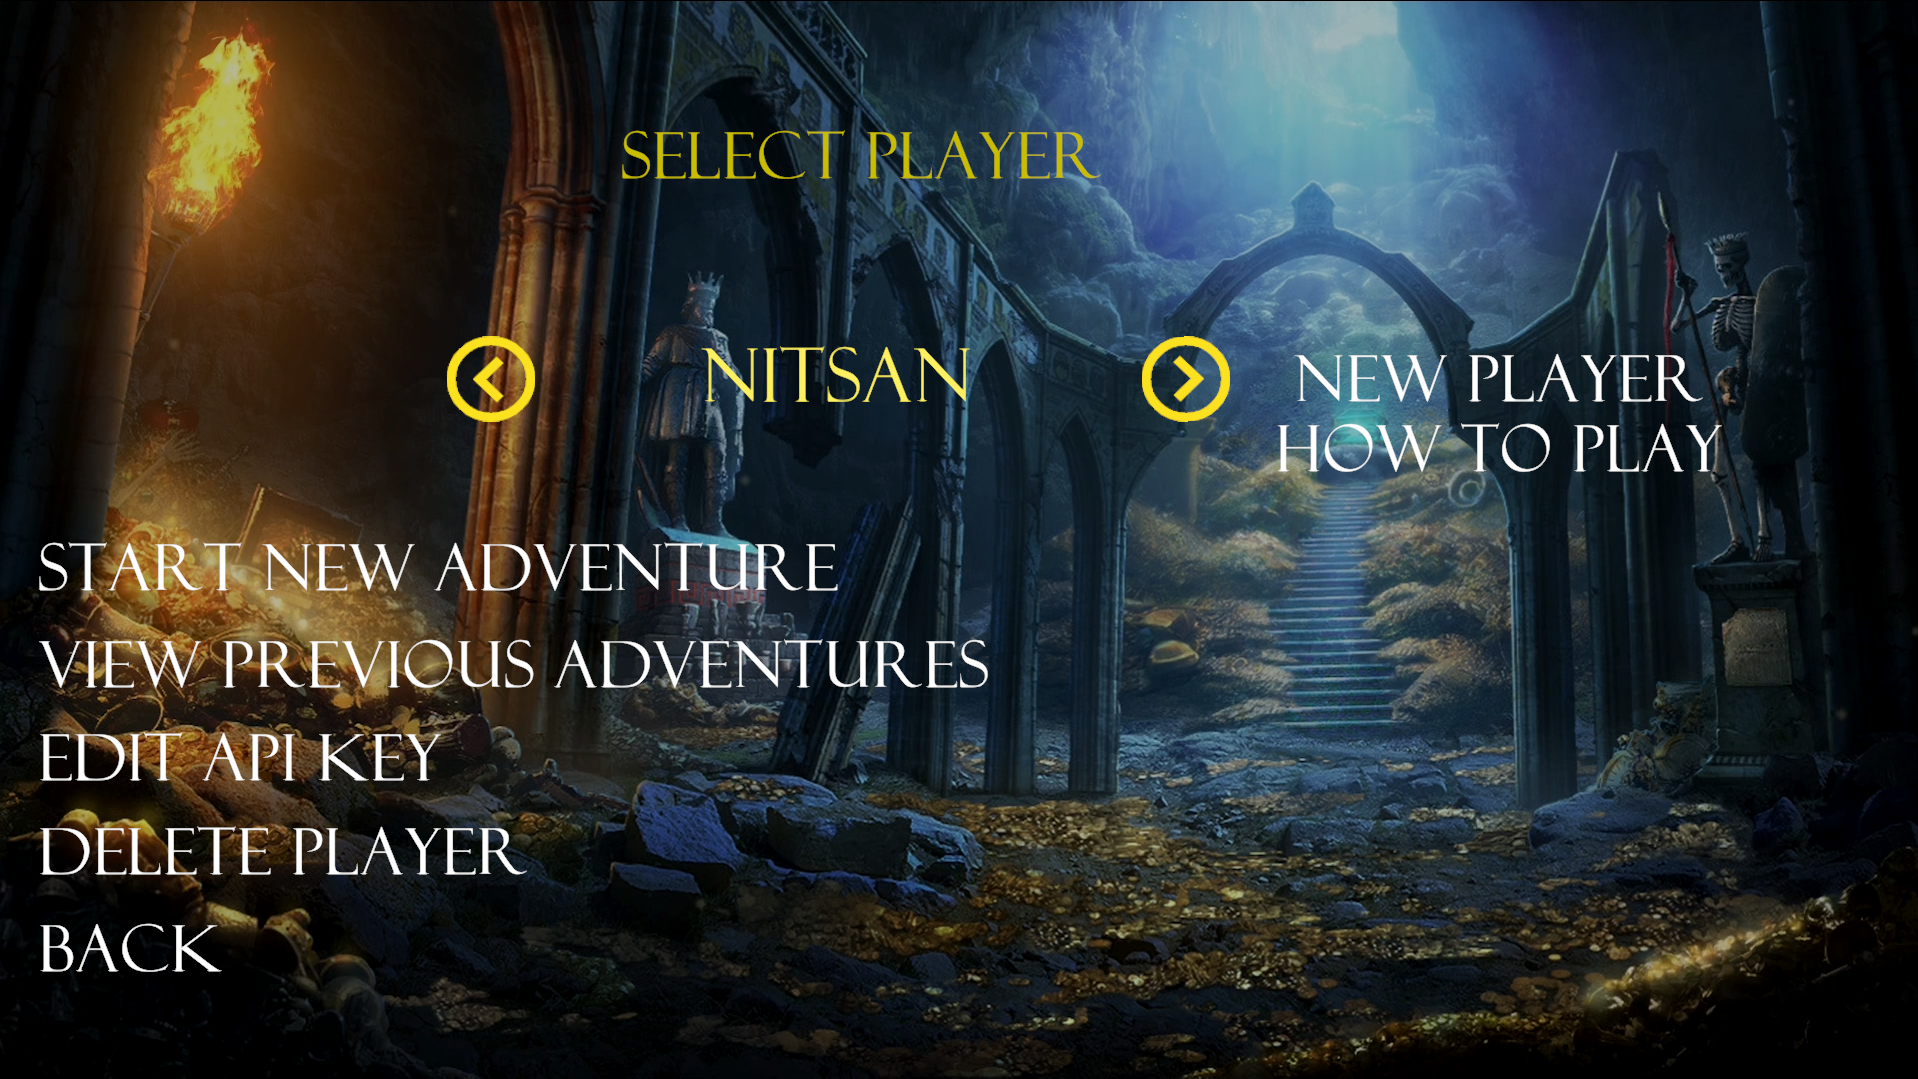 SELECT PLAYER
NITSAN
NEW PLAYER
HOW TO PLAY
START NEW ADVENTURE
VIEW PREVIOUS ADVENTURES
EDIT API KEY
DELETE PLAYER
BACK